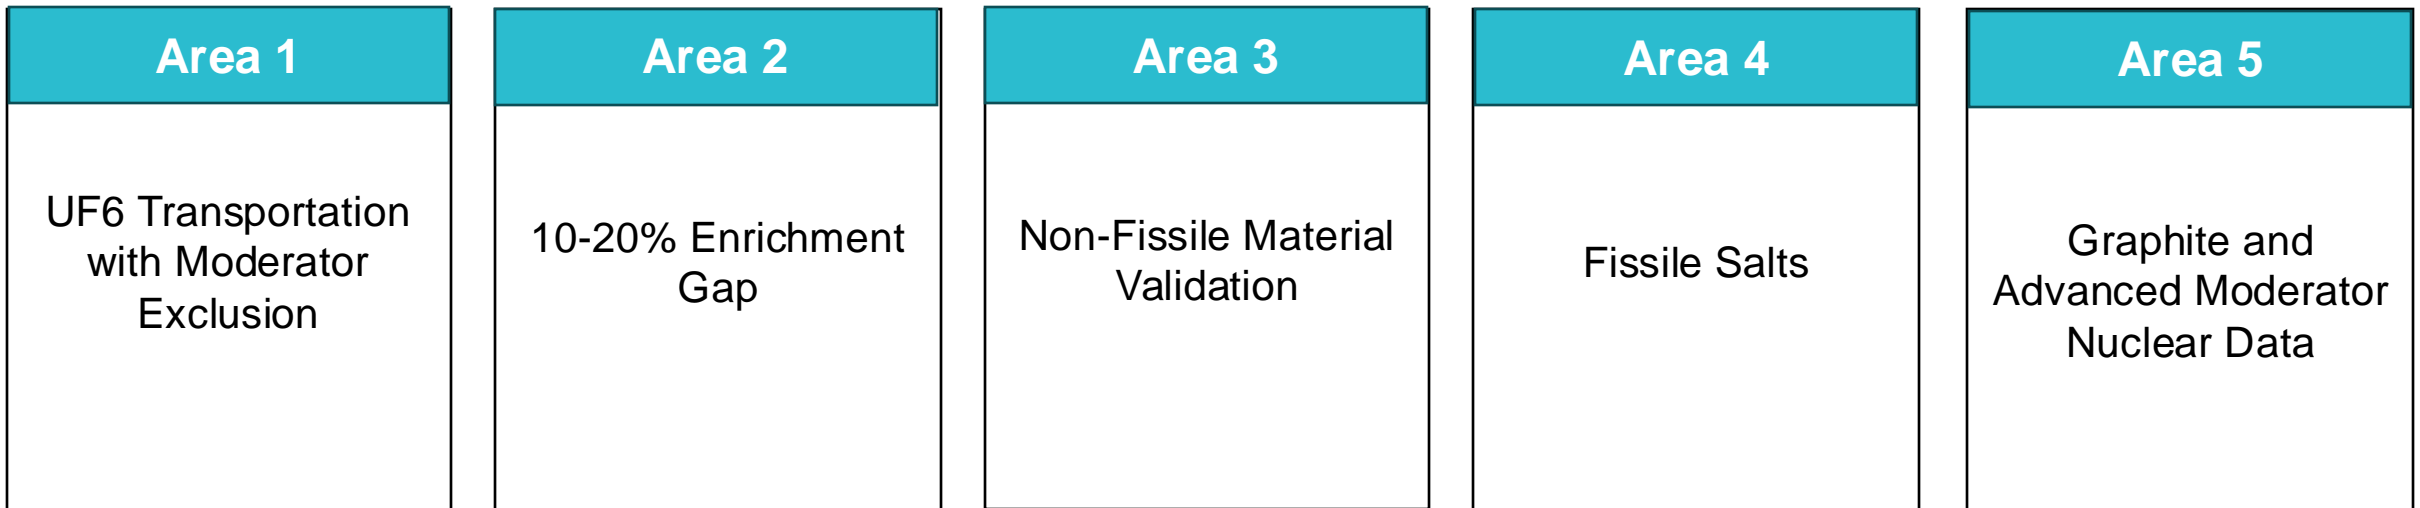 Area 1
UF6 Transportation
with Moderator
Exclusion
Area 2
10-20% Enrichment
Gap
Area 3
Non-Fissile Material
Validation
Area 4
Fissile Salts
Area 5
Graphite and
Advanced Moderator
Nuclear Data